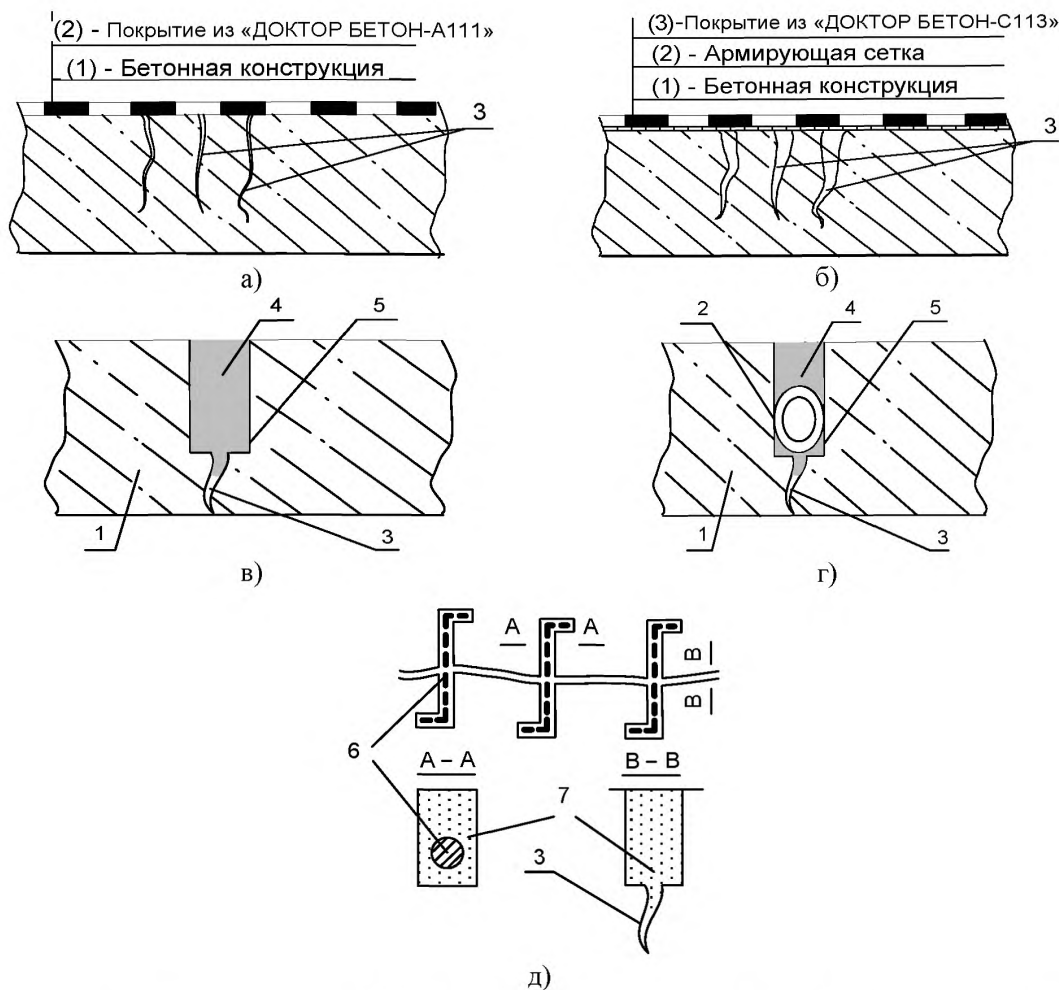 (2) - Покрытие из «ДОКТОР БЕТОН-А111»
(1) - Бетонная конструкция
3
а)
(3)-Покрытие из «ДОКТОР БЕТОН-С113»
(2) - Армирующая сетка
(1) - Бетонная конструкция
3
б)
4
5
1
3
в)
2
4
5
1
3
г)
А
А
В
В
6
А – А
В – В
7
3
д)